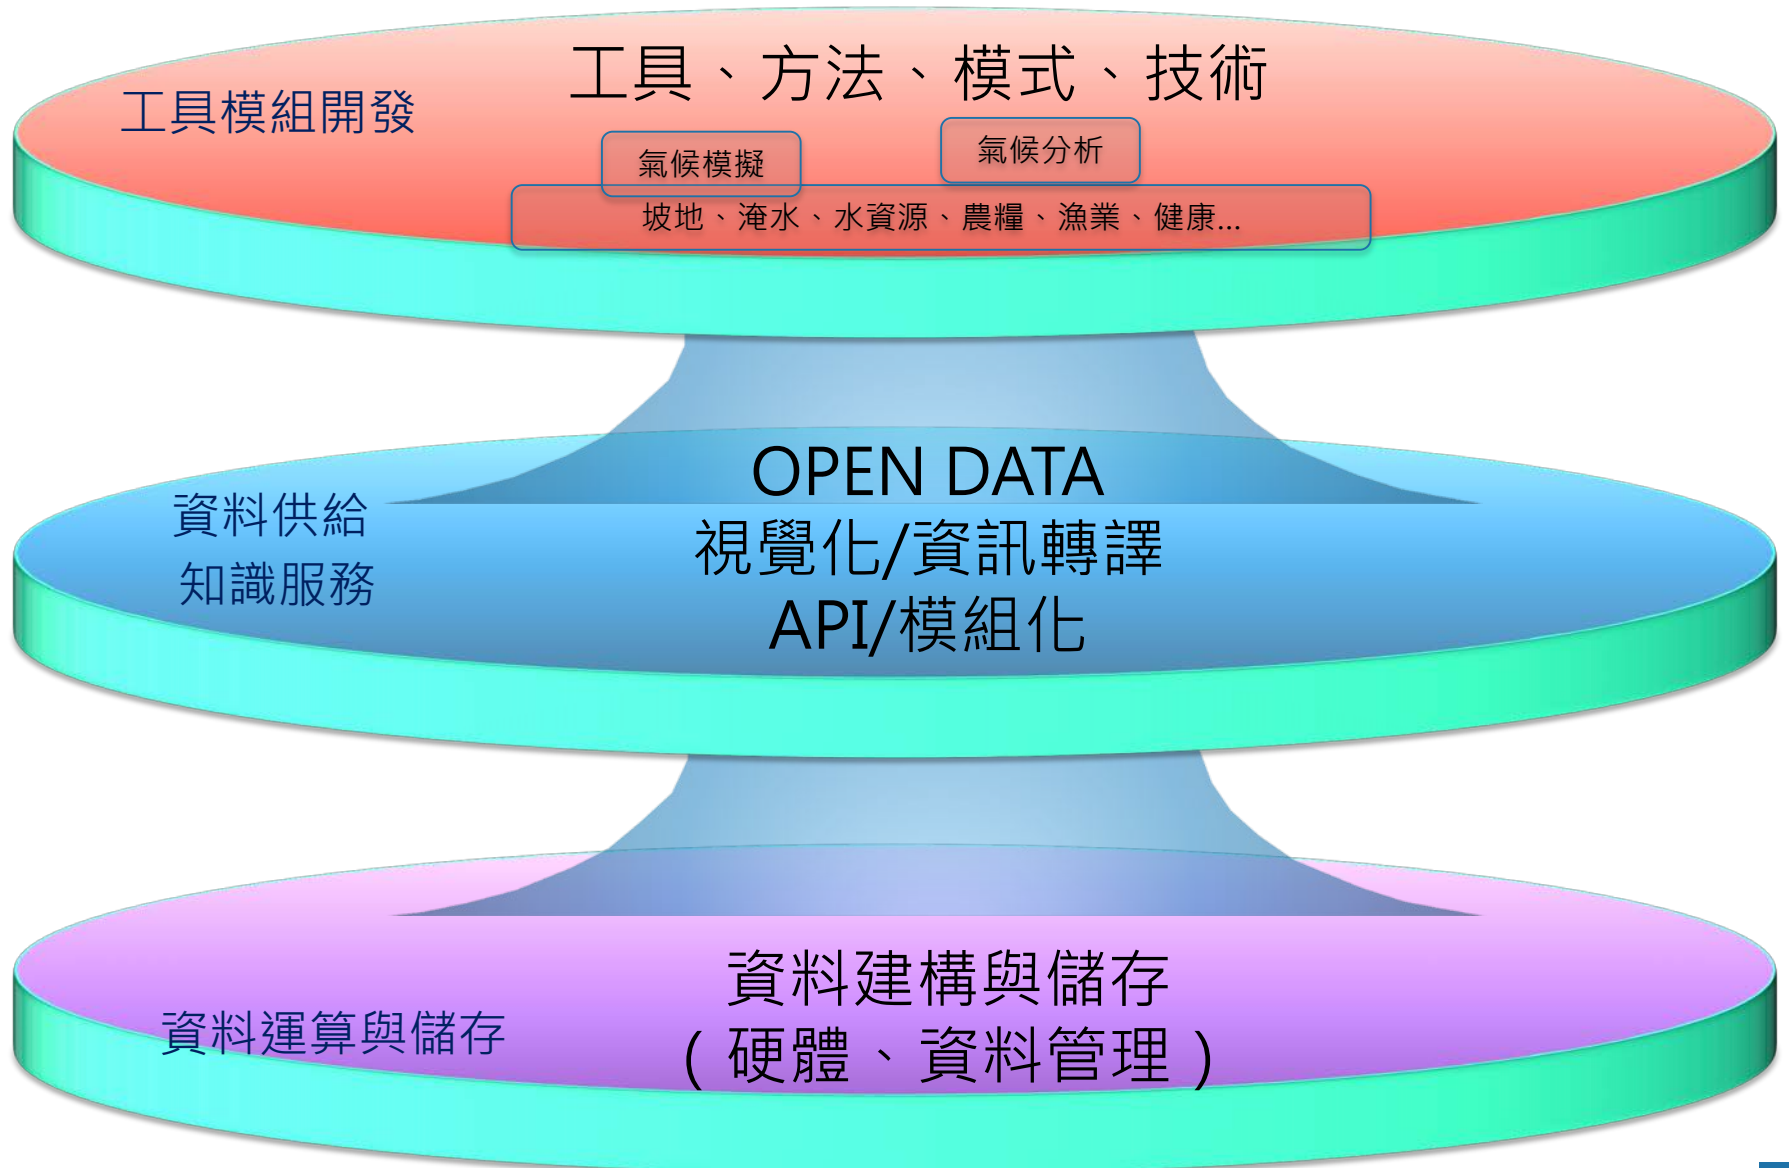 工具、方法、模式、技術
工具模組開發
氣候模擬
氣候分析
坡地、淹水、水資源、農糧、漁業、健康...
OPEN DATA
資料供給
視覺化/資訊轉譯
知識服務
API/模組化
資料建構與儲存
資料運算與儲存
(硬體、資料管理)